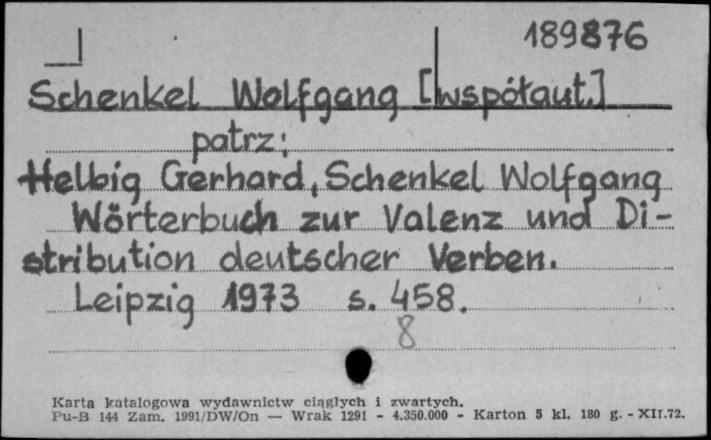 189876
Schenkel Wolfgang [współaut.]
patrz:
Helbig Gerhard, Schenkel Wolfgang
Wörterbuch zur Valenz und Di-
stribution deutscher Verben.
Leipzig 1973 s. 458.
8
Karta katalogowa wydawnictw ciągłych i zwartych.
Pu-B 144 Zam. 1991/DW/On — Wrak 1291 - 4.350.000 - Karton 5 kl. 180 g. - XII.72.